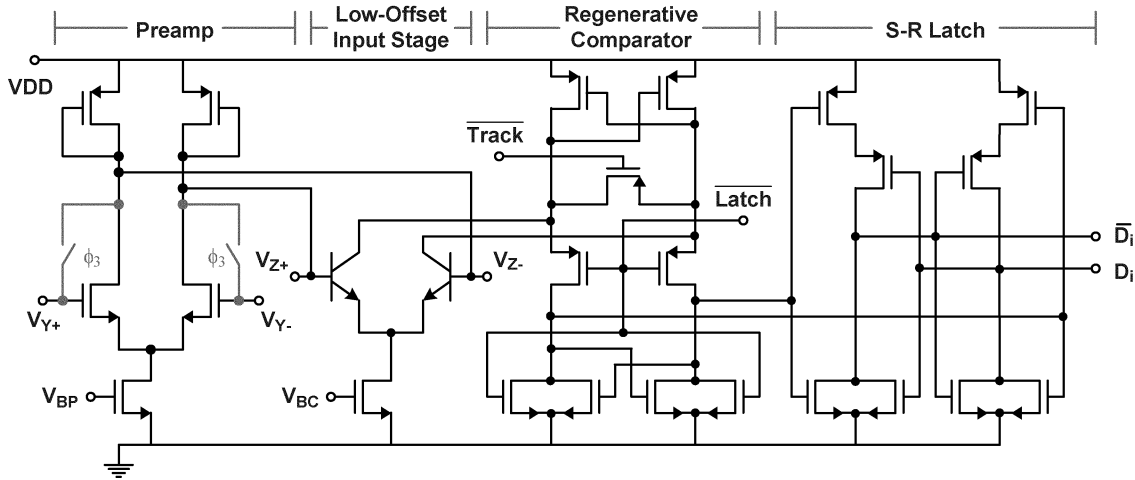 Preamp
Low-Offset
Input Stage
Regenerative
Comparator
S-R Latch
VDD
Track
Latch
ϕ3
ϕ3
VZ+
VZ-
Di
Di
VY+
VY-
VBP
VBC